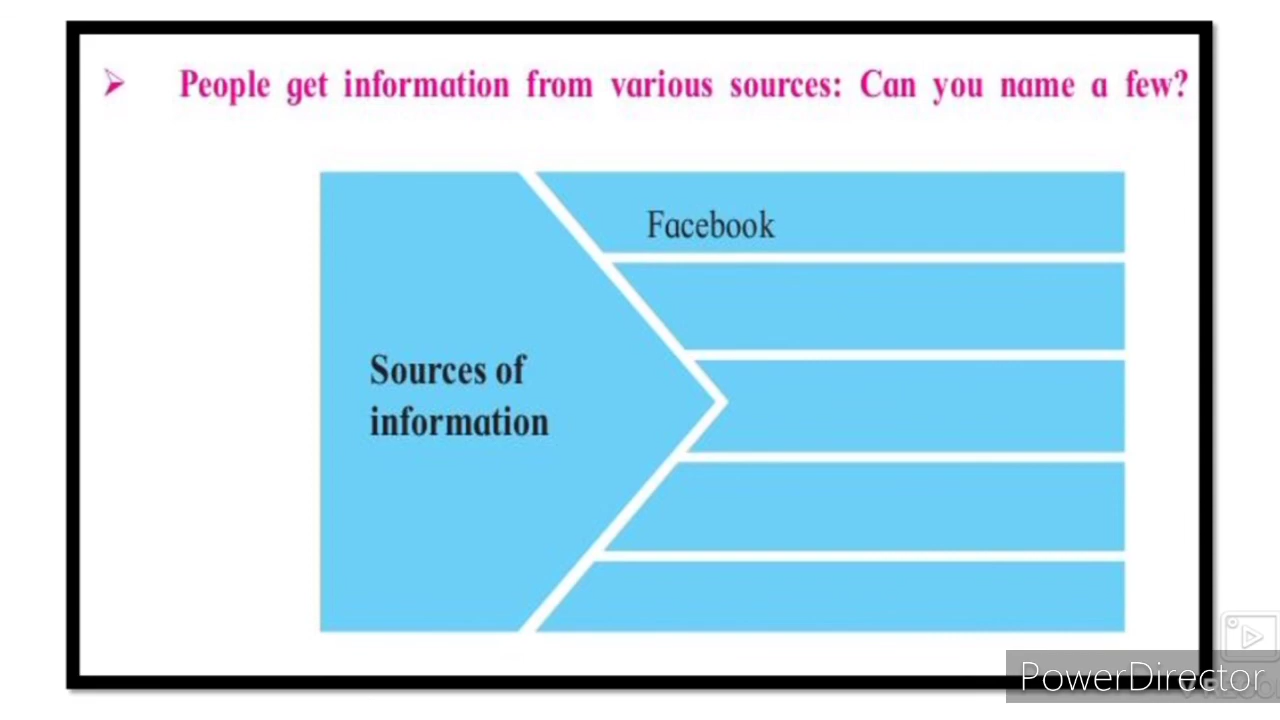 ➢ People get information from various sources: Can you name a few?
Facebook
Sources of
information
PowerDirector